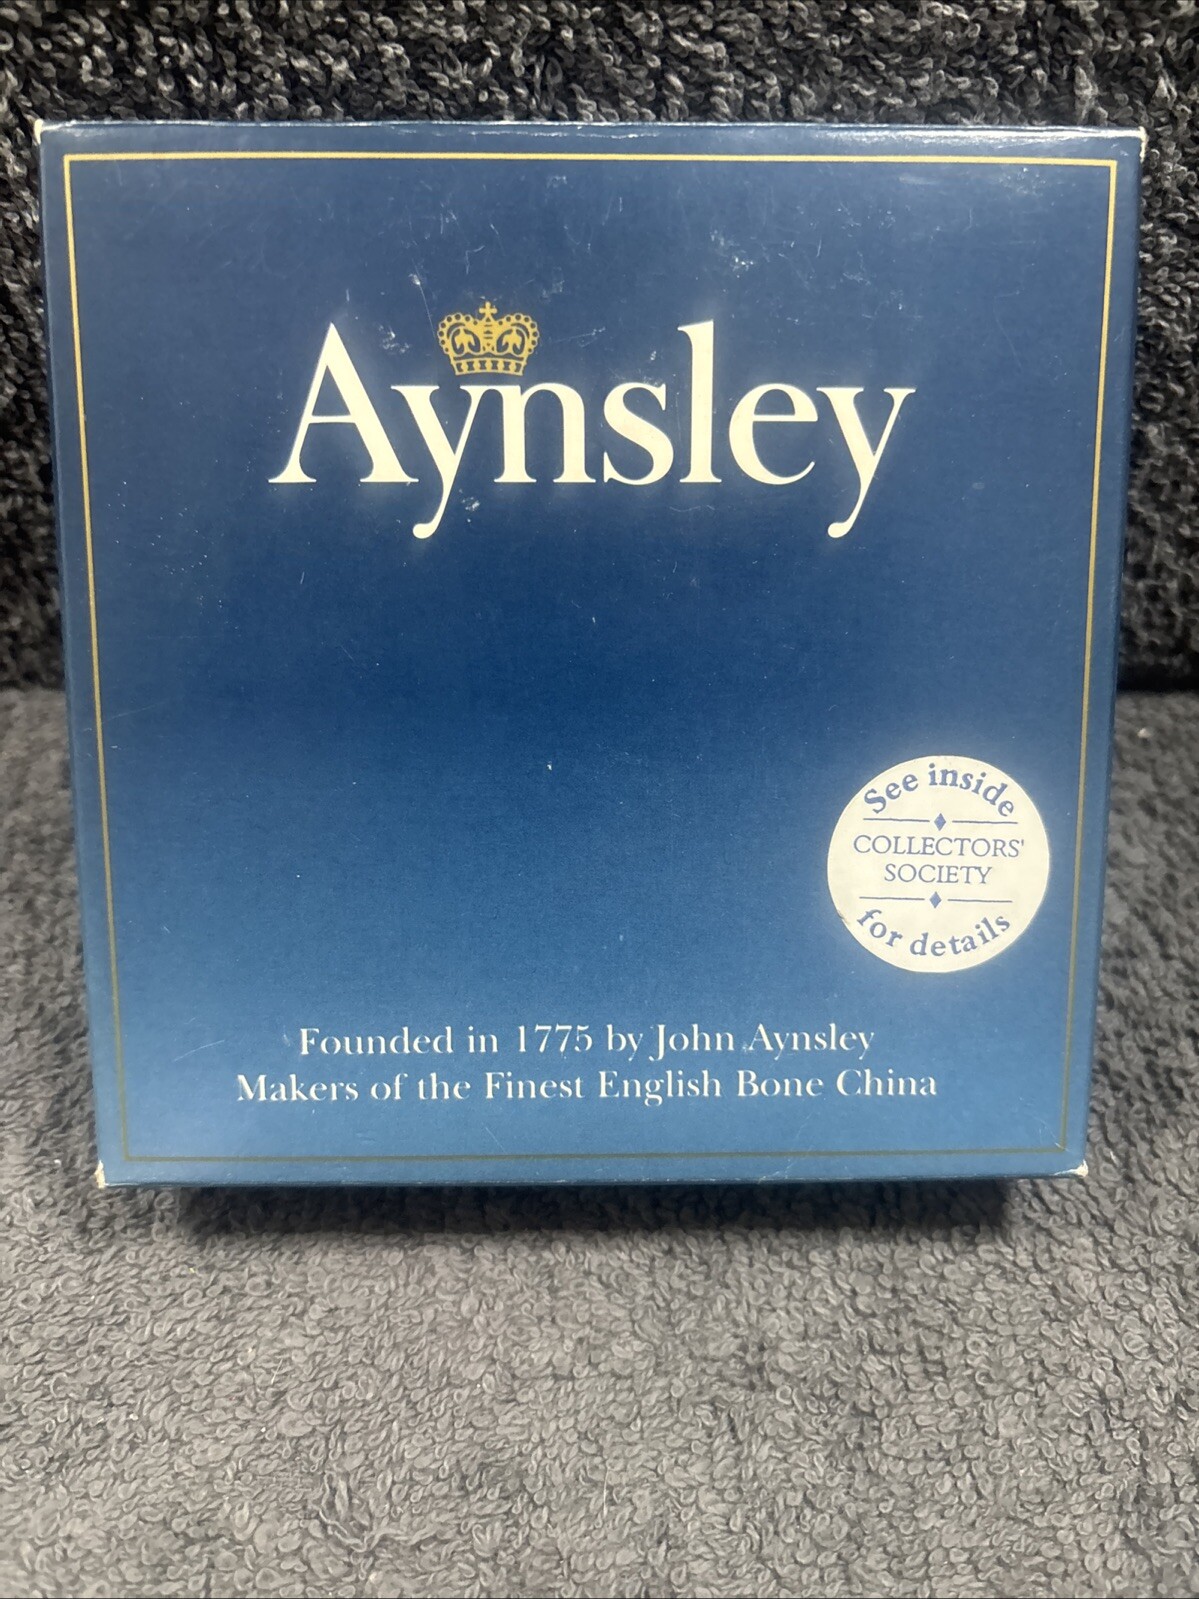 Aynsley
See inside
COLLECTORS'
SOCIETY
for details
Founded in 1775 by John Aynsley
Makers of the Finest English Bone China